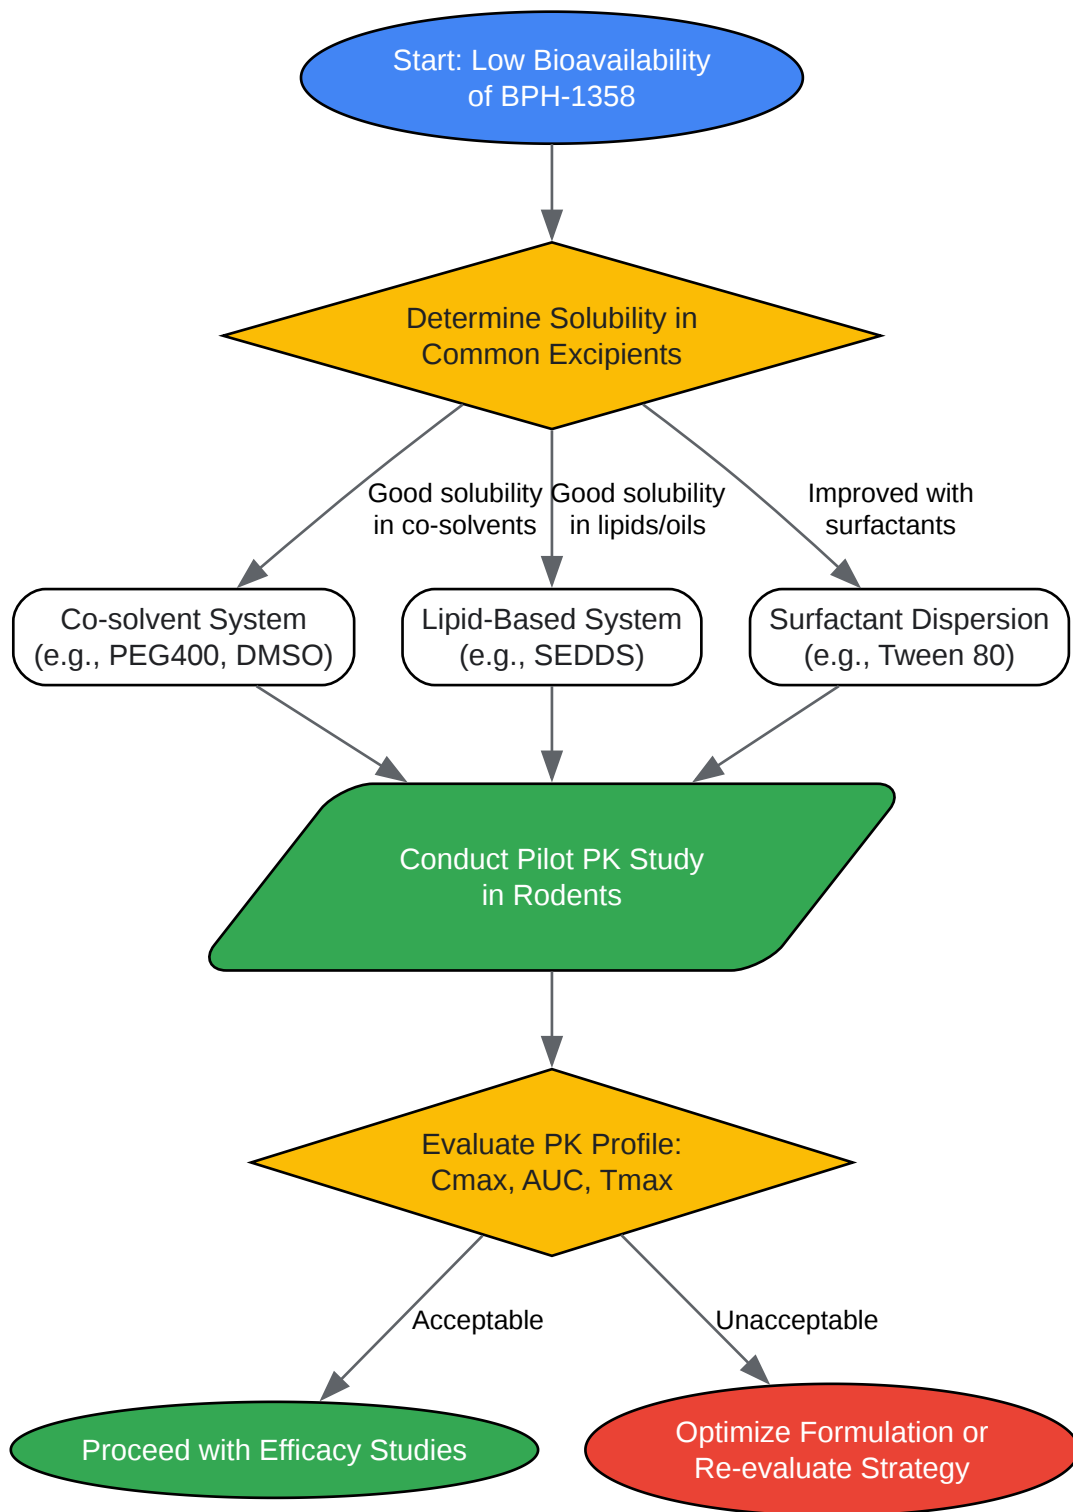 Start: Low Bioavailability
of BPH-1358
Determine Solubility in
Common Excipients
Good solubility
in co-solvents
Good solubility
in lipids/oils
Improved with
surfactants
Co-solvent System
(e.g., PEG400, DMSO)
Lipid-Based System
(e.g., SEDDS)
Surfactant Dispersion
(e.g., Tween 80)
Conduct Pilot PK Study
in Rodents
Evaluate PK Profile:
Cmax, AUC, Tmax
Acceptable
Unacceptable
Proceed with Efficacy Studies
Optimize Formulation or
Re-evaluate Strategy